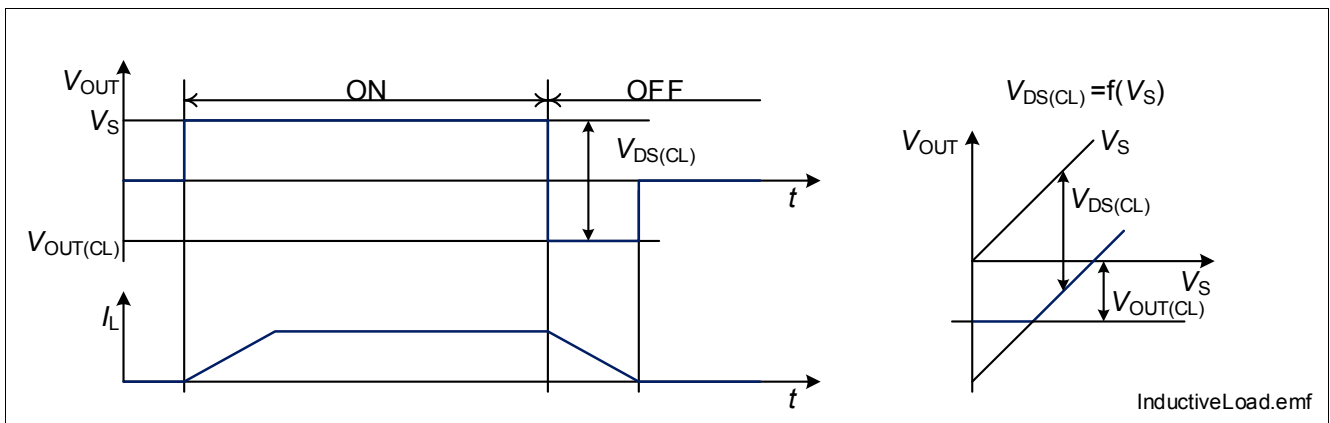 VOUT
ON
OFF
VS
VDS(CL)
t
VOUT(CL)
IL
t
VDS(CL) =f(VS)
VOUT
VS
VDS(CL)
VS
VOUT(CL)
InductiveLoad.emf